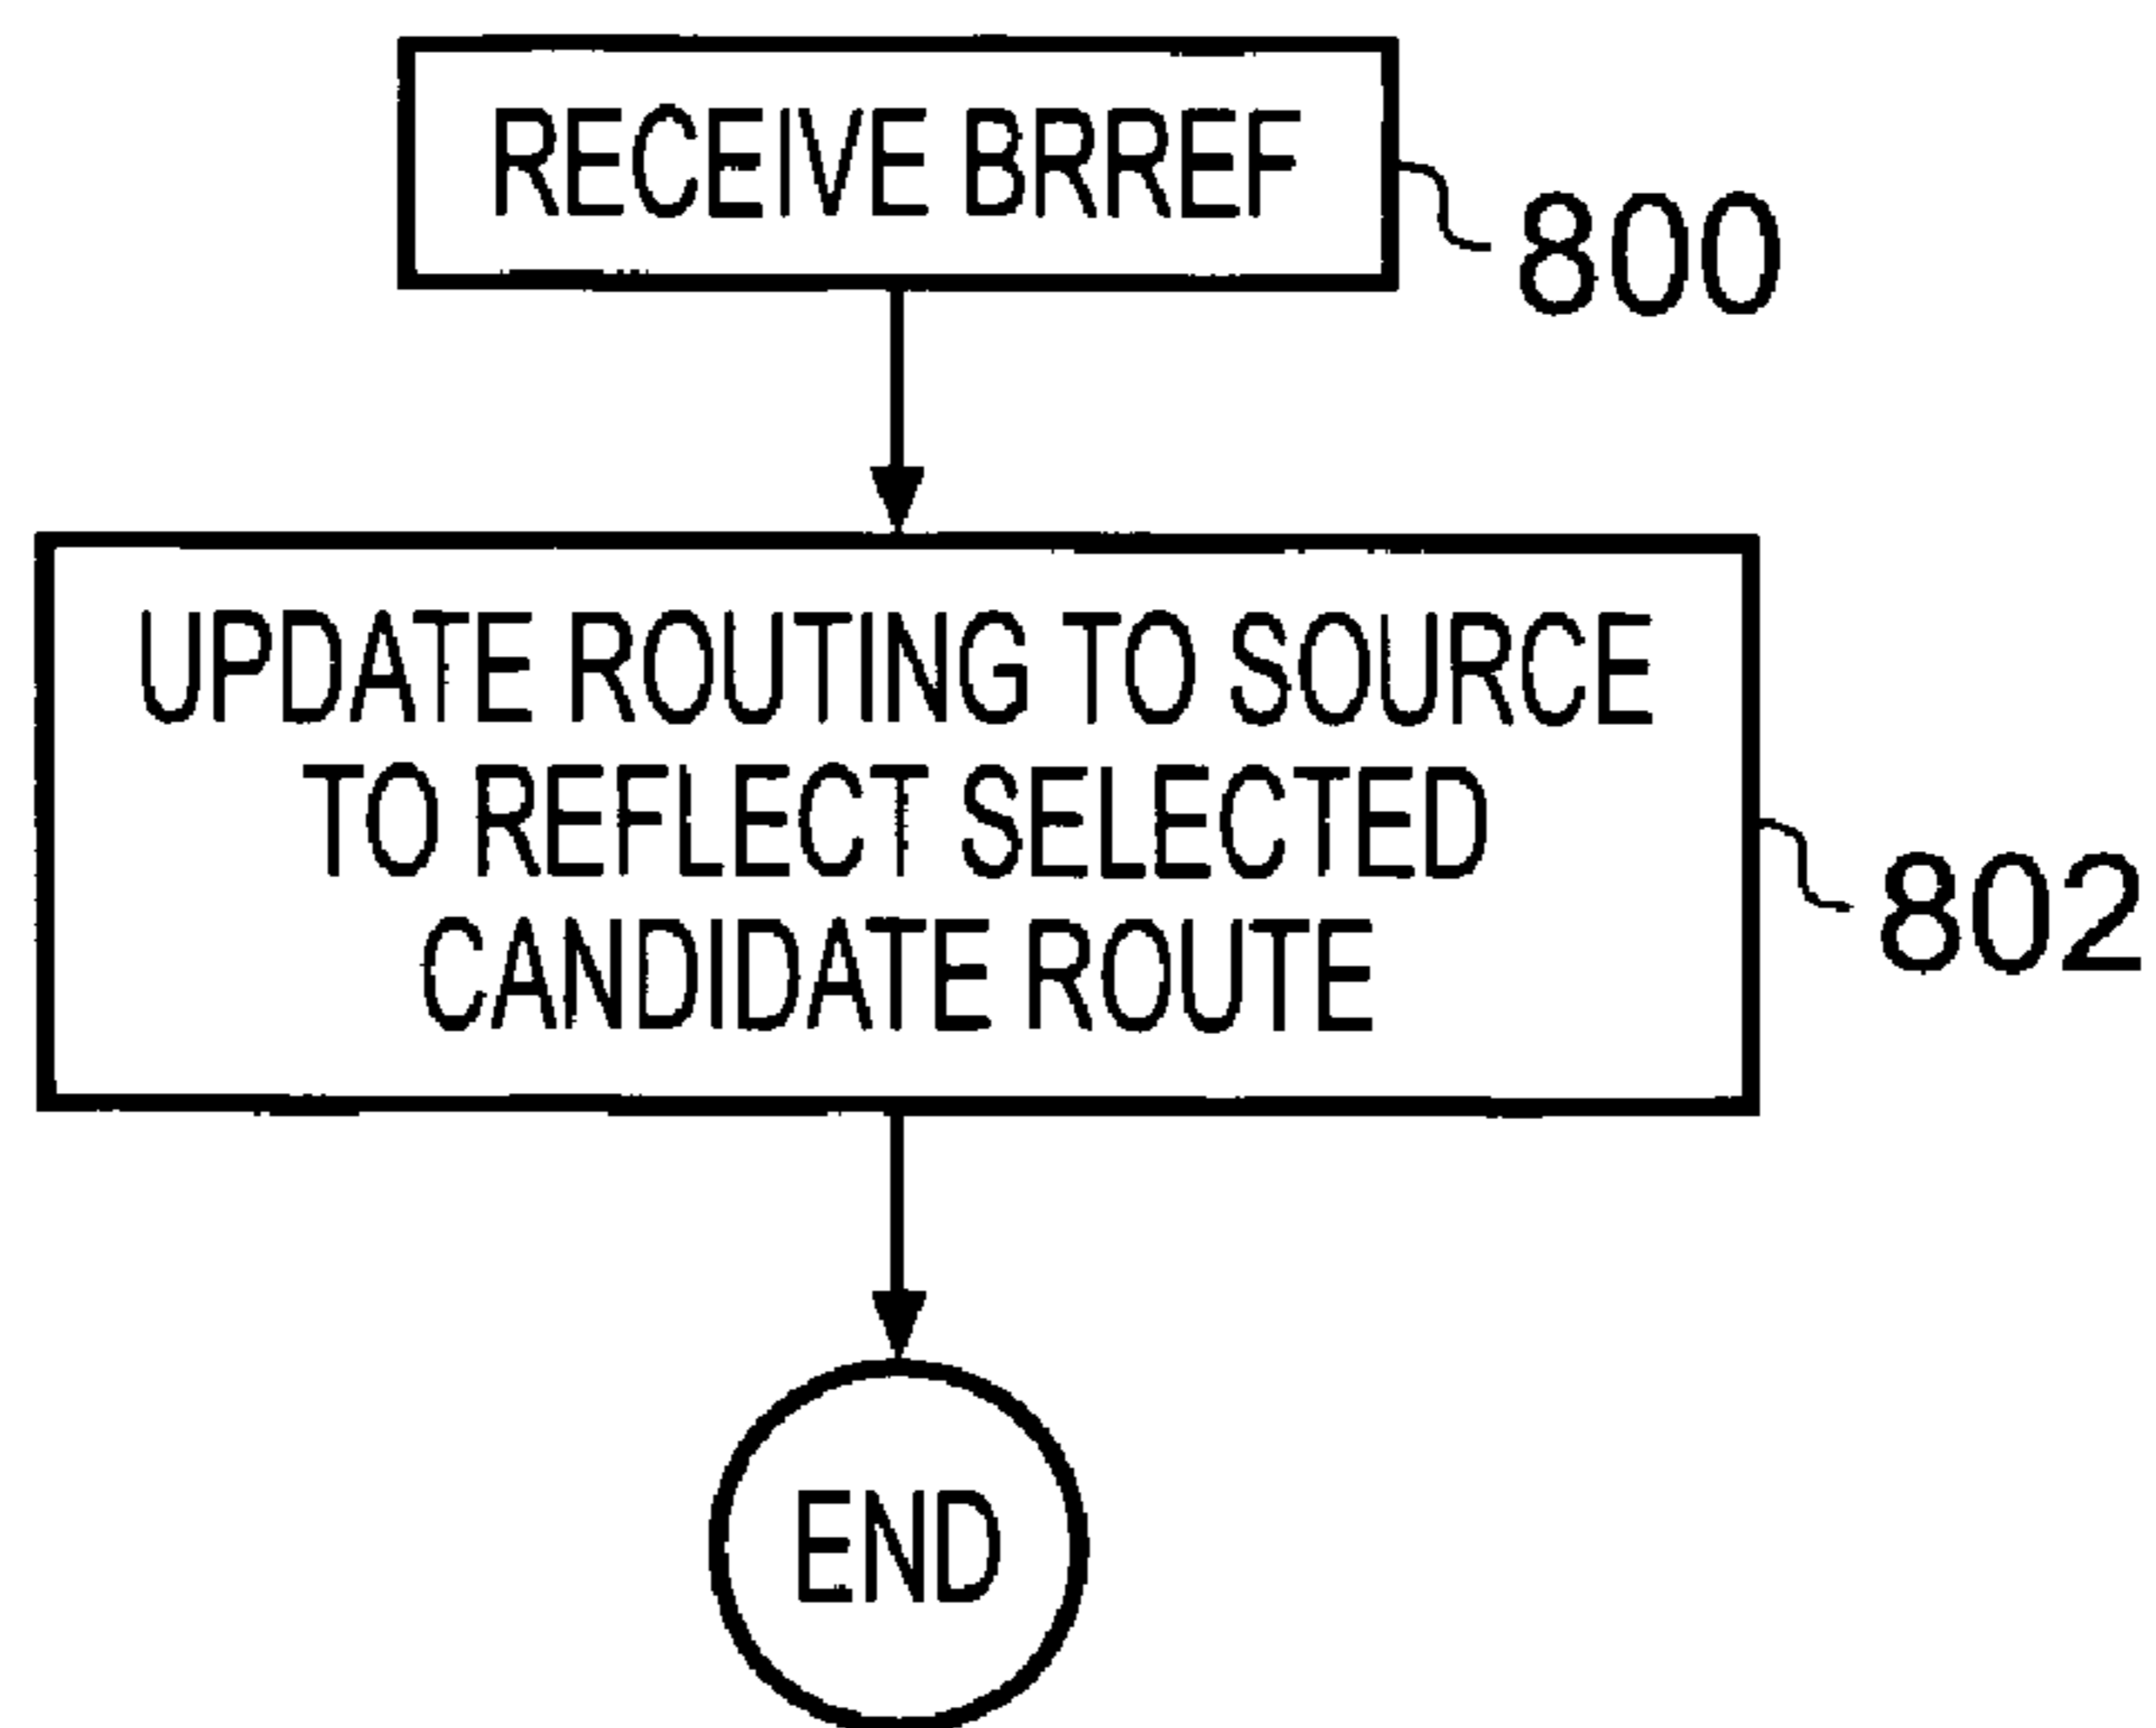 RECEIVE BRREF
800
UPDATE ROUTING TO SOURCE
TO REFLECT SELECTED
CANDIDATE ROUTE
802
END